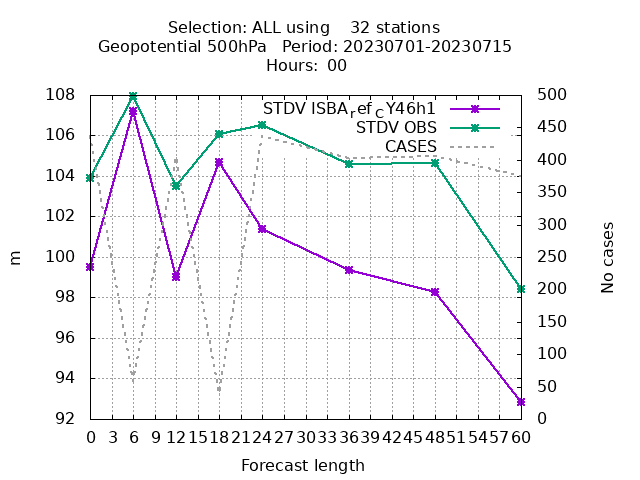 Selection: ALL using    32 stations
Geopotential 500hPa   Period: 20230701-20230715
Hours:  00
STDV ISBA_ref_CY46h1
STDV OBS
CASES
108
106
104
102
100
98
96
94
92
500
450
400
350
300
250
200
150
100
50
0
m
No cases
0 3 6 9 12 15 18 21 24 27 30 33 36 39 42 45 48 51 54 57 60
Forecast length